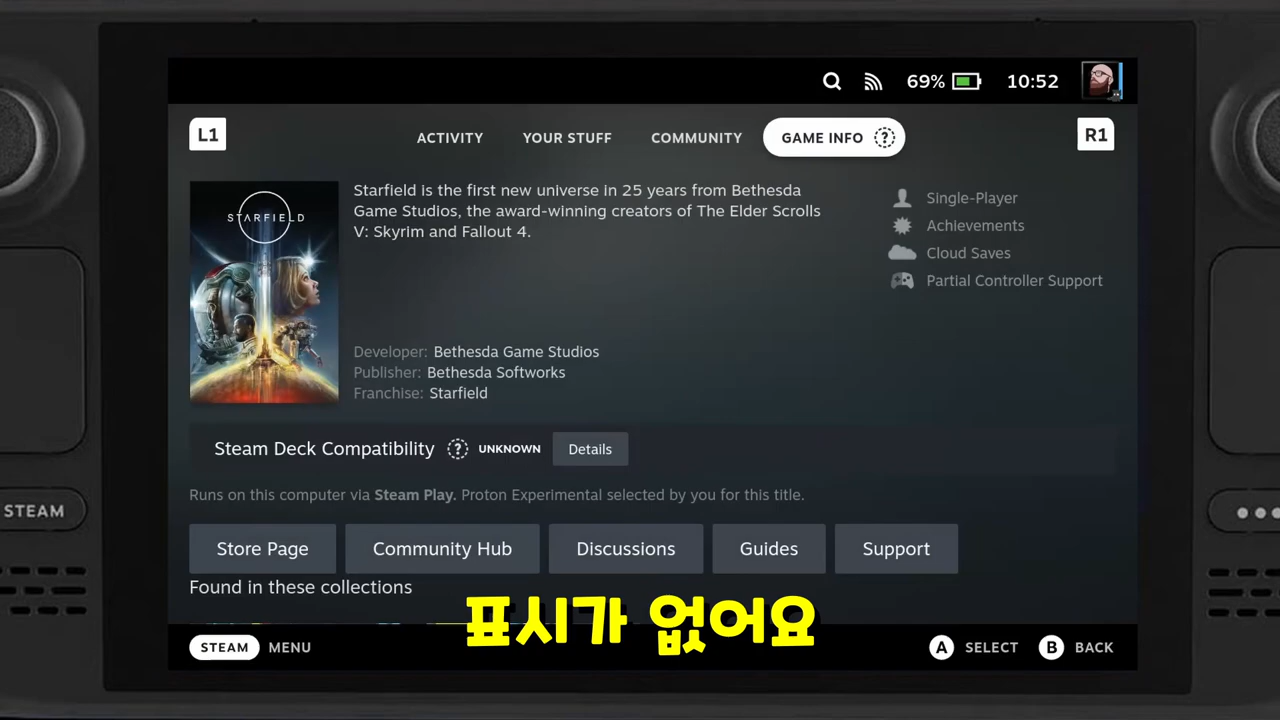 69% 10:52
L1 ACTIVITY YOUR STUFF COMMUNITY GAME INFO ? R1
STARFIELD
Starfield is the first new universe in 25 years from Bethesda
Game Studios, the award-winning creators of The Elder Scrolls
V: Skyrim and Fallout 4.
Single-Player
Achievements
Cloud Saves
Partial Controller Support
Developer: Bethesda Game Studios
Publisher: Bethesda Softworks
Franchise: Starfield
Steam Deck Compatibility ? UNKNOWN Details
Runs on this computer via Steam Play. Proton Experimental selected by you for this title.
STEAM
Store Page Community Hub Discussions Guides Support
Found in these collections
표시가 없어요
STEAM MENU A SELECT B BACK